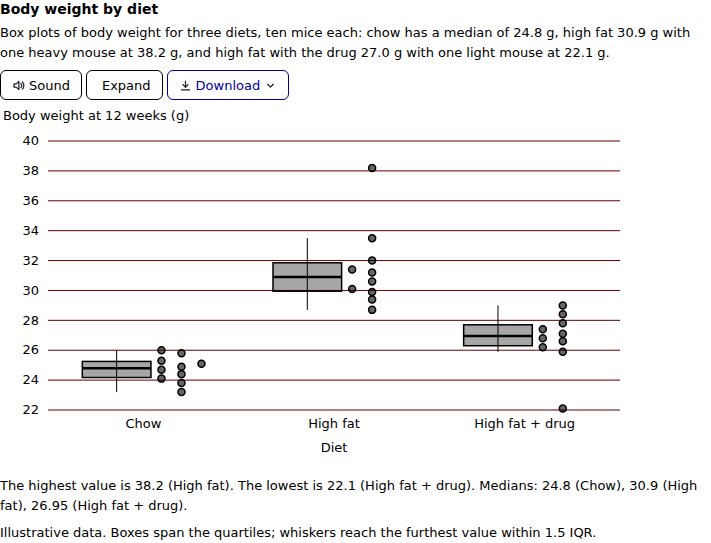 Body weight by diet
Box plots of body weight for three diets, ten mice each: chow has a median of 24.8 g, high fat 30.9 g with
one heavy mouse at 38.2 g, and high fat with the drug 27.0 g with one light mouse at 22.1 g.
Sound Expand Download
Body weight at 12 weeks (g)
40
38
36
34
32
30
28
26
24
22
Chow High fat High fat + drug
Diet
The highest value is 38.2 (High fat). The lowest is 22.1 (High fat + drug). Medians: 24.8 (Chow), 30.9 (High
fat), 26.95 (High fat + drug).
Illustrative data. Boxes span the quartiles; whiskers reach the furthest value within 1.5 IQR.